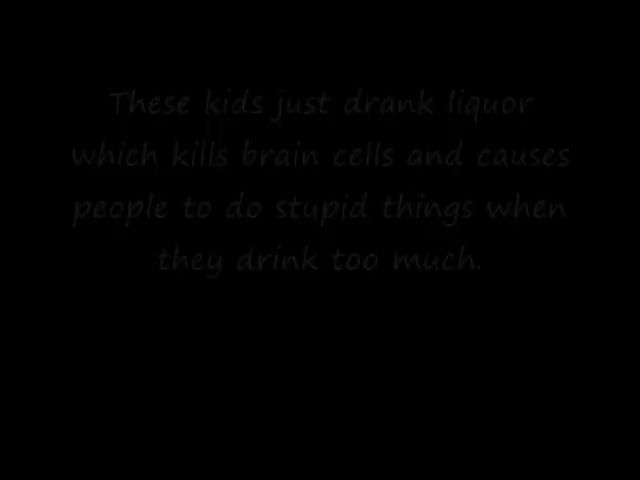 These kids just drank liquor
which kills brain cells and causes
people to do stupid things when
they drink too much.